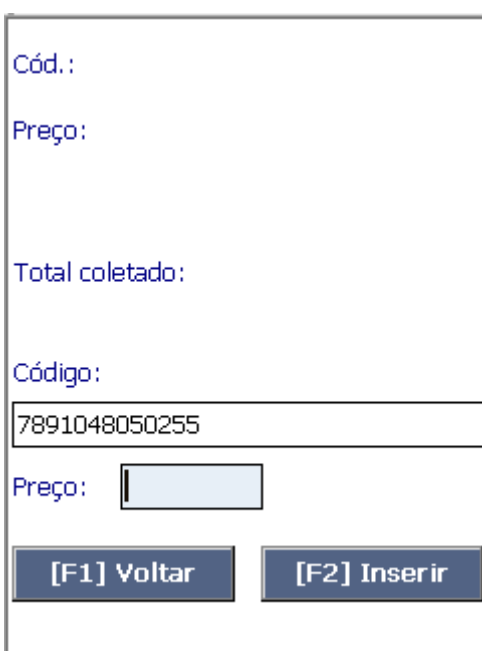 Cód.:
Preço:
Total coletado:
Código:
7891048050255
Preço:
[F1] Voltar [F2] Inserir